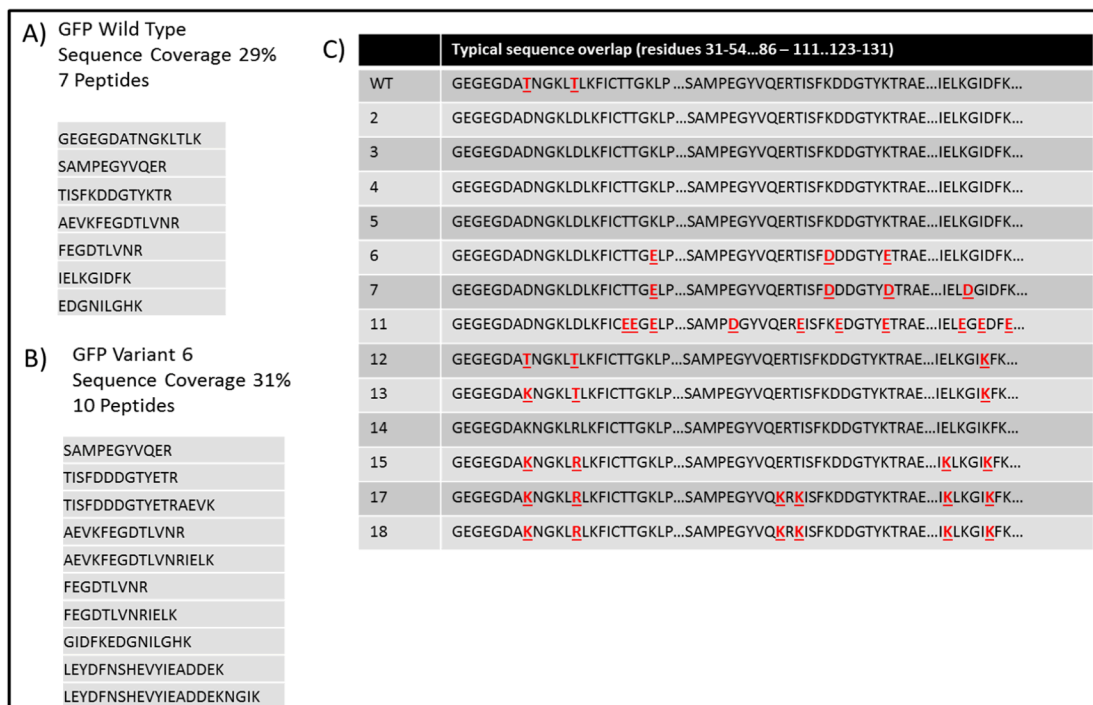 A)
GFP Wild Type
Sequence Coverage 29%
7 Peptides
GEGEGDATNGKLTLK
SAMPEGYVQER
TISFKDDGTYKTR
AEVKFEGDTLVNR
FEGDTLVNR
IELKGIDFK
EDGNILGHK
B)
GFP Variant 6
Sequence Coverage 31%
10 Peptides
SAMPEGYVQER
TISFDDDGTYETR
TISFDDDGTYETRAEVK
AEVKFEGDTLVNR
AEVKFEGDTLVNRIELK
FEGDTLVNR
FEGDTLVNRIELK
GIDFKEDGNILGHK
LEYDFNSHEVYIEADDEK
LEYDFNSHEVYIEADDEKNGIK
C)
Typical sequence overlap (residues 31-54...86 – 111..123-131)
WT GEGEGDATNGKLTLKFICTTGKLP ...SAMPEGYVQERTISFKDDGTYKTRAE...IELKGIDFK...
2 GEGEGDADNGKLDLKFICTTGKLP...SAMPEGYVQERTISFKDDGTYKTRAE...IELKGIDFK...
3 GEGEGDADNGKLDLKFICTTGKLP...SAMPEGYVQERTISFKDDGTYKTRAE...IELKGIDFK...
4 GEGEGDADNGKLDLKFICTTGKLP...SAMPEGYVQERTISFKDDGTYKTRAE...IELKGIDFK...
5 GEGEGDADNGKLDLKFICTTGKLP...SAMPEGYVQERTISFKDDGTYKTRAE...IELKGIDFK...
6 GEGEGDADNGKLDLKFICTTGELP...SAMPEGYVQERTISFDDDGTYETRAE...IELKGIDFK...
7 GEGEGDADNGKLDLKFICTTGELP...SAMPEGYVQERTISFDDDGTYDTRAE...IELDGIDFK...
11 GEGEGDADNGKLDLKFICEEGELP...SAMPDGYVQEREISFKEDGTYETRAE...IELEGEDFE...
12 GEGEGDATNGKLTLKFICTTGKLP...SAMPEGYVQERTISFKDDGTYKTRAE...IELKGIKFK...
13 GEGEGDAKNGKLTLKFICTTGKLP...SAMPEGYVQERTISFKDDGTYKTRAE...IELKGIKFK...
14 GEGEGDAKNGKLRLKFICTTGKLP...SAMPEGYVQERTISFKDDGTYKTRAE...IELKGIKFK...
15 GEGEGDAKNGKLRLKFICTTGKLP...SAMPEGYVQERTISFKDDGTYKTRAE...IKLKGIKFK...
17 GEGEGDAKNGKLRLKFICTTGKLP...SAMPEGYVQKRKISFKDDGTYKTRAE...IKLKGIKFK...
18 GEGEGDAKNGKLRLKFICTTGKLP...SAMPEGYVQKRKISFKDDGTYKTRAE...IKLKGIKFK...